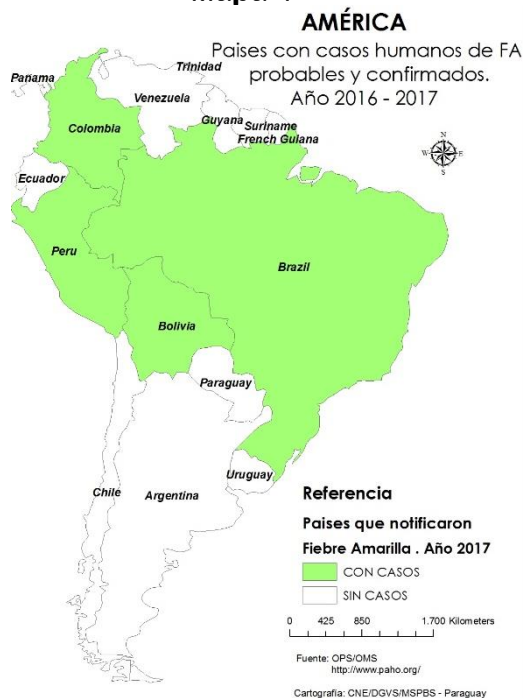 AMÉRICA
Paises con casos humanos de FA
probables y confirmados.
Año 2016 - 2017
Panama
Trinidad
Venezuela
Guyana
Suriname
French Guiana
Colombia
N
W
E
S
Ecuador
Peru
Brazil
Bolivia
Paraguay
Uruguay
Chile
Argentina
Referencia
Paises que notificaron
Fiebre Amarilla . Año 2017
CON CASOS
SIN CASOS
0 425 850 1.700 Kilometers
Fuente: OPS/OMS
http://www.paho.org/
Cartografia: CNE/DGVS/MSPBS - Paraguay